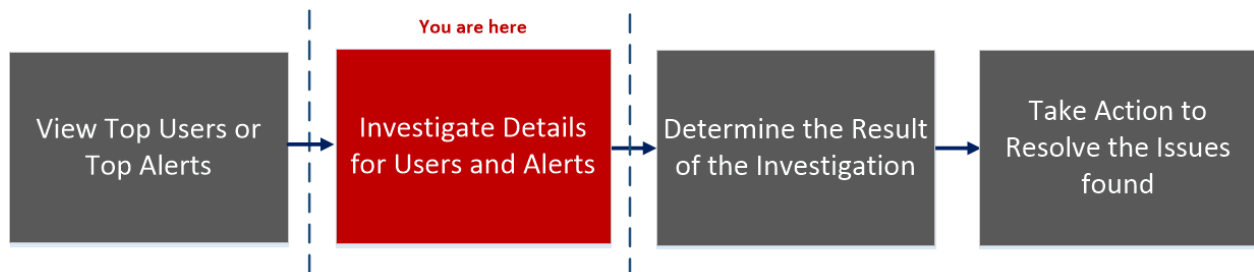 You are here
View Top Users or
Top Alerts
Investigate Details
for Users and Alerts
Determine the Result
of the Investigation
Take Action to
Resolve the Issues
found